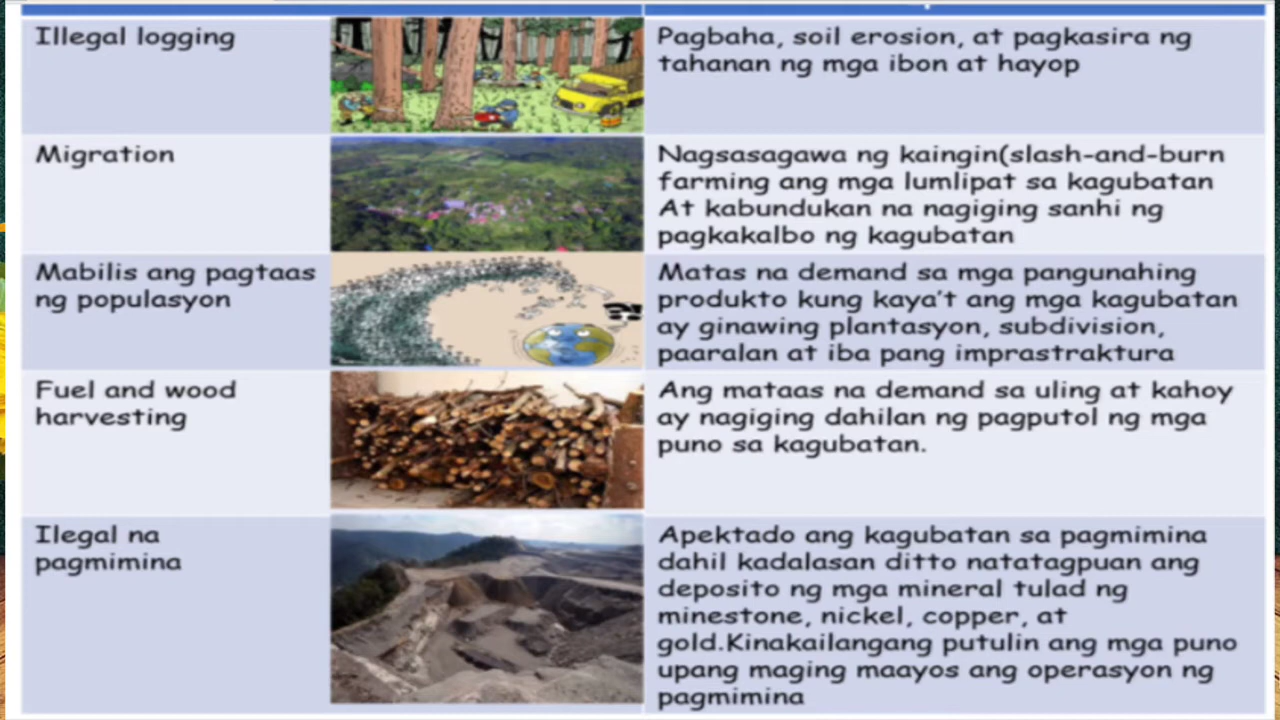 Illegal logging
Pagbaha, soil erosion, at pagkasira ng
tahanan ng mga ibon at hayop
Migration
Nagsasagawa ng kaingin(slash-and-burn
farming ang mga lumlipat sa kagubatan
At kabundukan na nagiging sanhi ng
pagkakalbo ng kagubatan
Mabilis ang pagtaas
ng populasyon
Matas na demand sa mga pangunahing
produkto kung kaya't ang mga kagubatan
ay ginawing plantasyon, subdivision,
paaralan at iba pang imprastraktura
Fuel and wood
harvesting
Ang mataas na demand sa uling at kahoy
ay nagiging dahilan ng pagputol ng mga
puno sa kagubatan.
Ilegal na
pagmimina
Apektado ang kagubatan sa pagmimina
dahil kadalasan ditto natatagpuan ang
deposito ng mga mineral tulad ng
minestone, nickel, copper, at
gold.Kinakailangang putulin ang mga puno
upang maging maayos ang operasyon ng
pagmimina